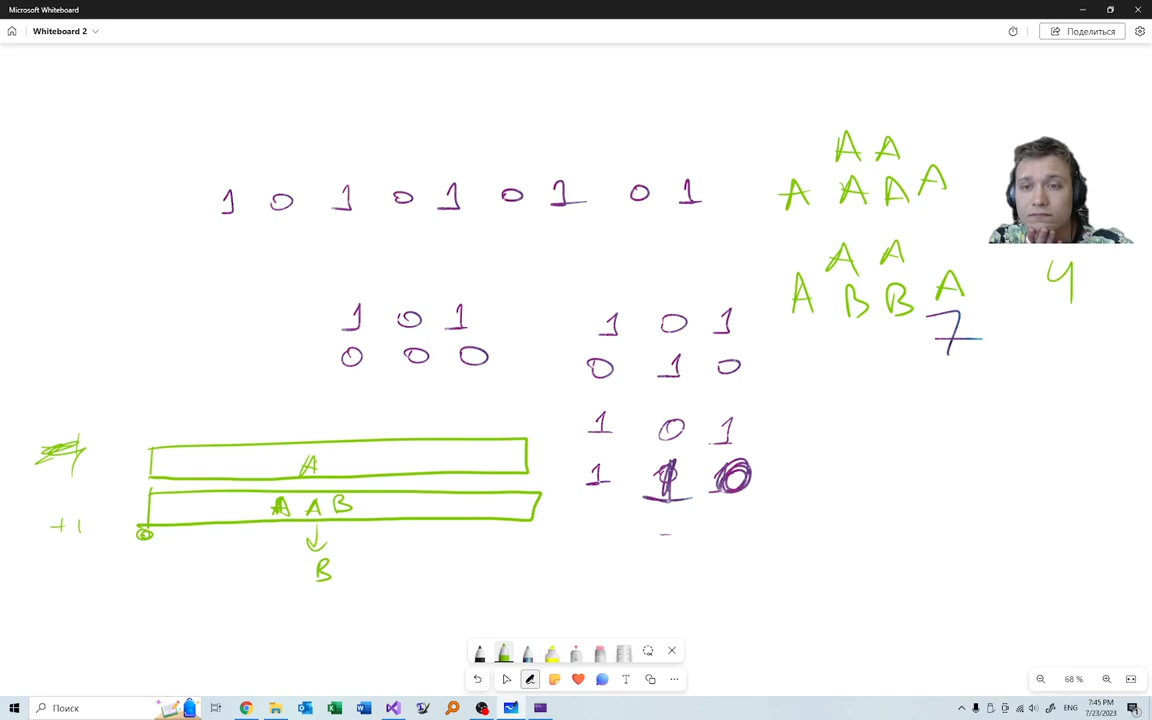 Microsoft Whiteboard
Whiteboard 2
Поделиться
A A
A A A A
1 0 1 0 1 0 1 0 1
A A
A B B A
4
7
1 0 1
0 0 0
1 0 1
0 1 0
1 0 1
1
A
A A B
+1
B
68 %
Поиск
ENG
7:45 PM
7/23/2023